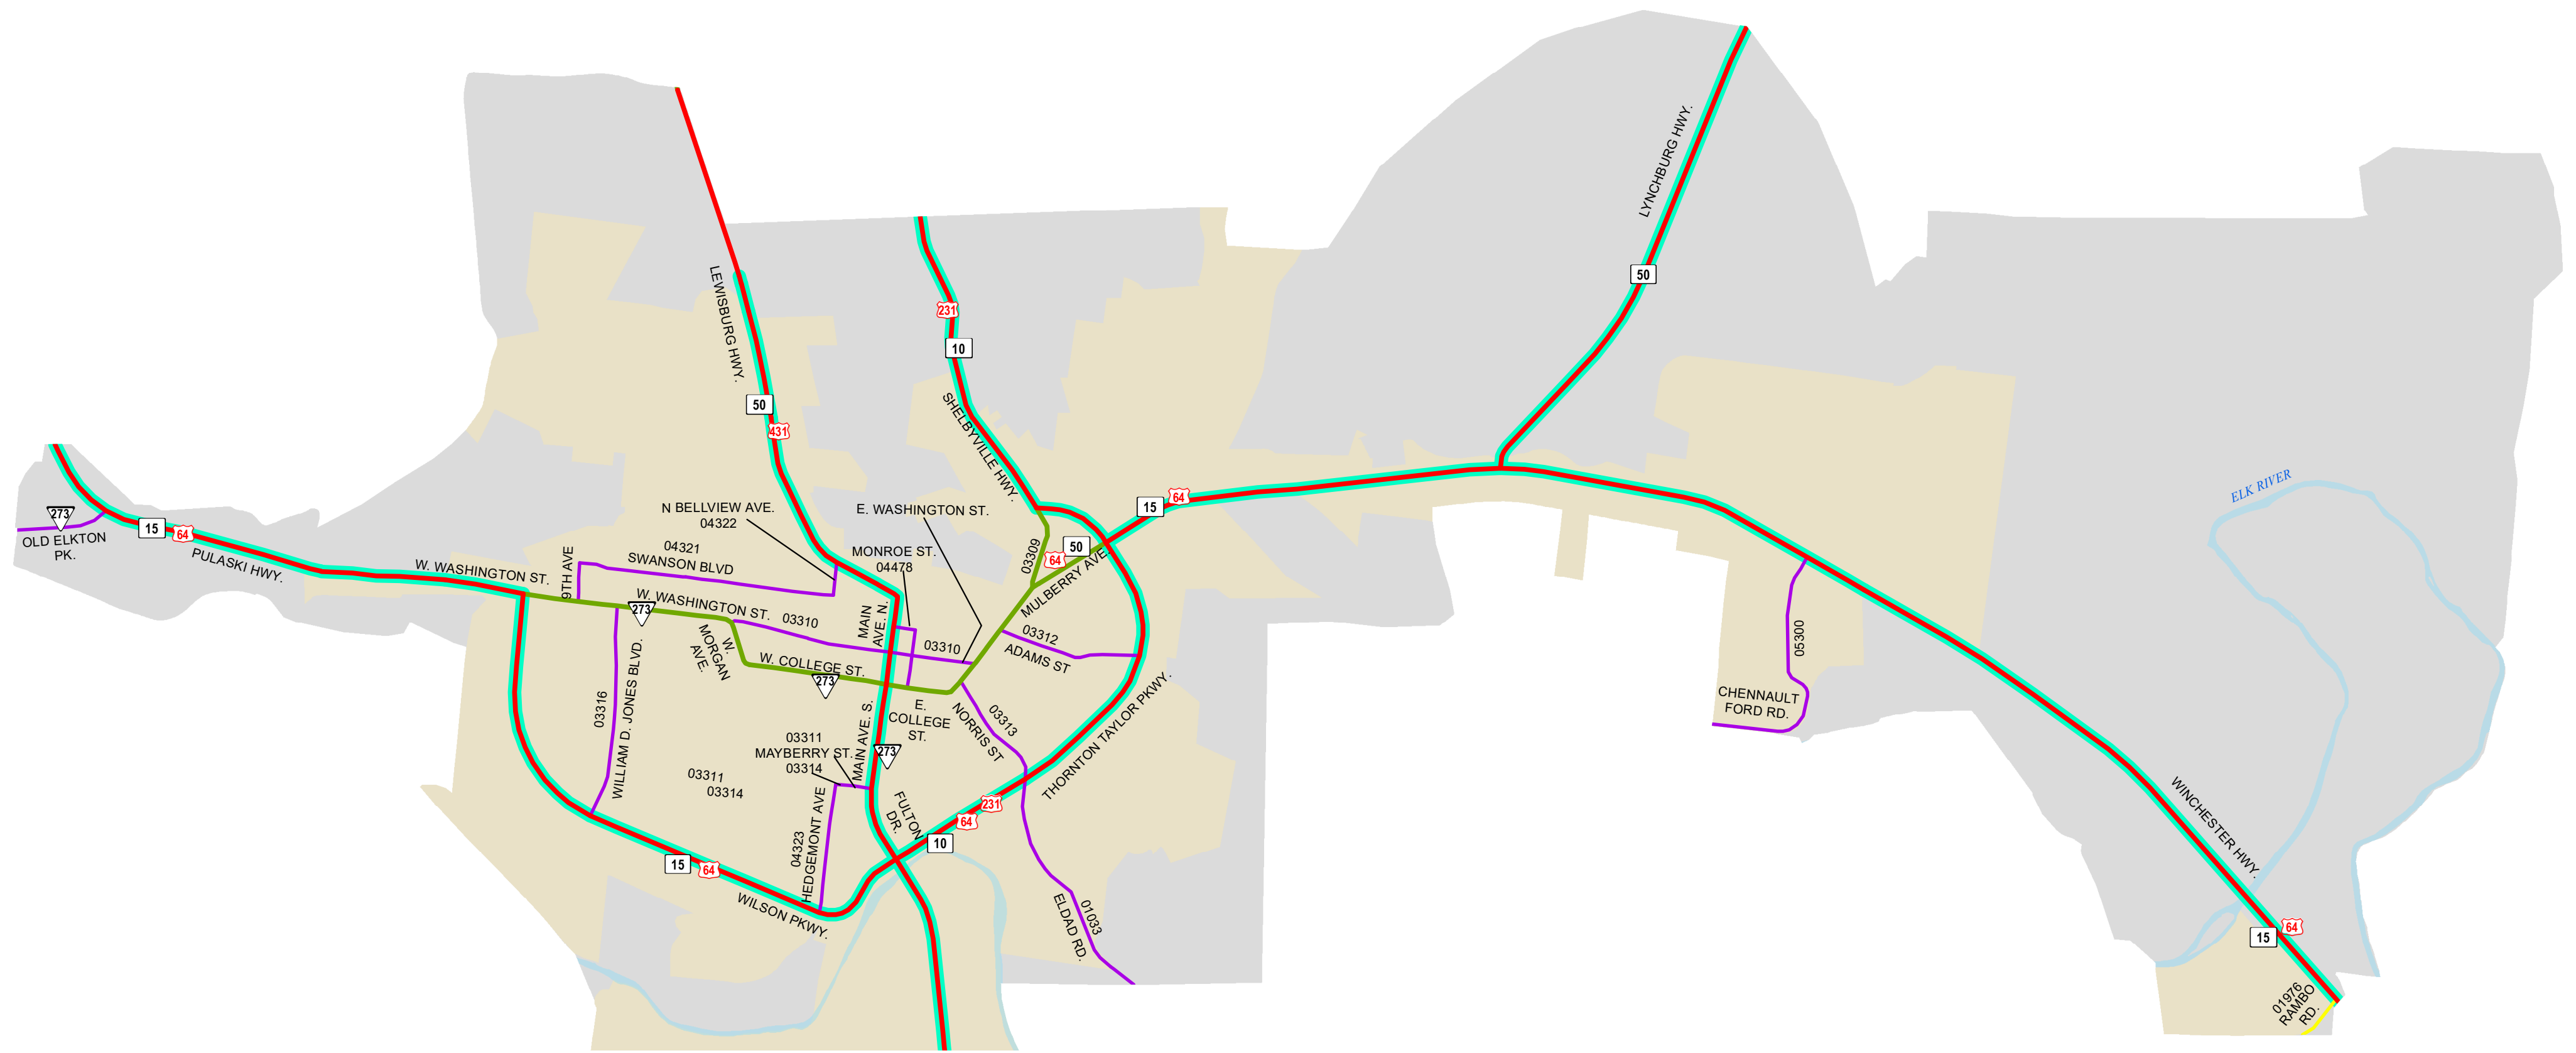 LYNCHBURG HWY.
50
LEWISBURG HWY.
50
431
231
10
SHELBYVILLE HWY.
273
OLD ELKTON
PK.
15
64
PULASKI HWY.
W. WASHINGTON ST.
9TH AVE
04321
SWANSON BLVD
N BELLVIEW AVE.
04322
E. WASHINGTON ST.
MONROE ST.
04478
03309
50
64
MULBERRY AVE.
15
64
ELK RIVER
W. WASHINGTON ST.
273
03310
MAIN
AVE. N.
03310
03312
ADAMS ST
W.
MORGAN
AVE.
W. COLLEGE ST.
273
E.
COLLEGE
ST.
03316
WILLIAM D. JONES BLVD.
03311
MAYBERRY ST.
03314
03311
03314
MAIN AVE. S.
273
NORRIS ST
03313
THORNTON TAYLOR PKWY.
FULTON
DR.
231
64
10
04323
HEDGEMONT AVE
15
64
WILSON PKWY.
01033
ELDAD RD.
05300
CHENNAULT
FORD RD.
WINCHESTER HWY.
64
15
01976
RAMBO
RD.